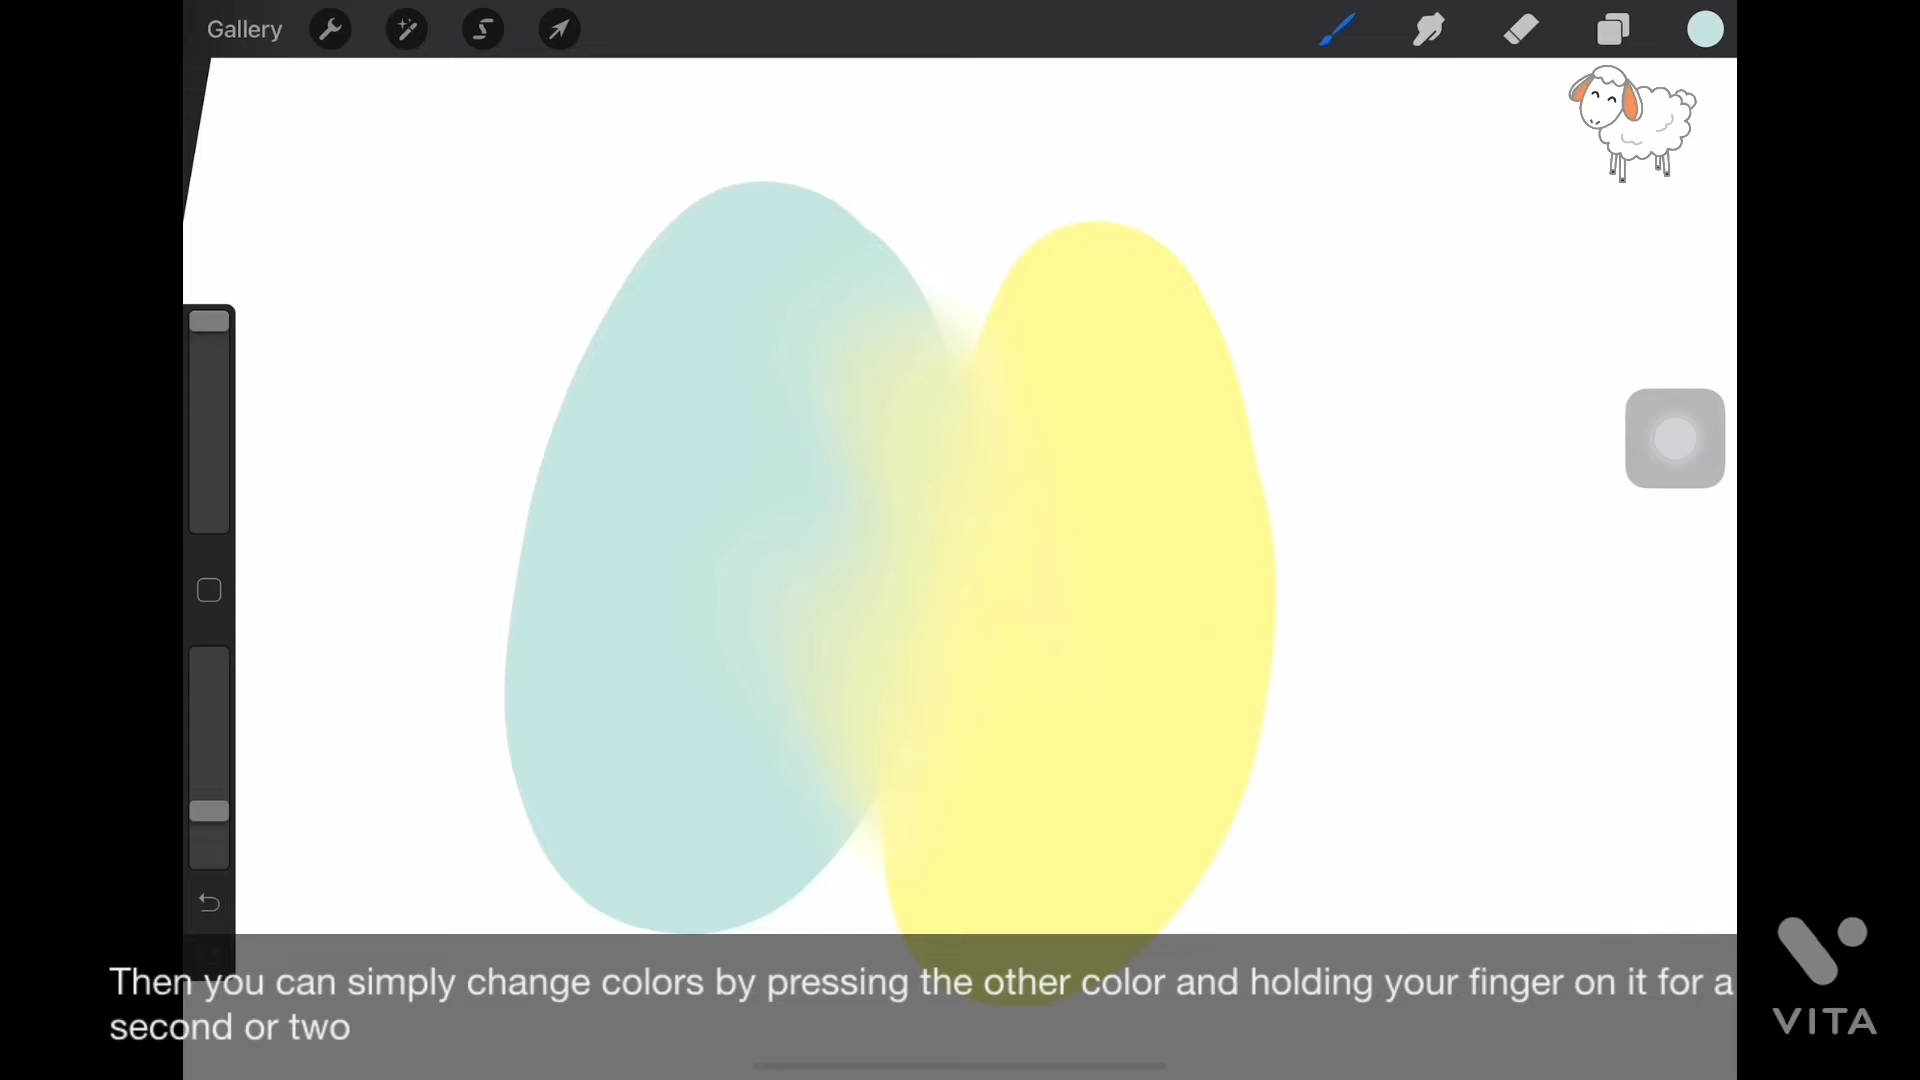 Gallery
Then you can simply change colors by pressing the other color and holding your finger on it for a
second or two
VITA